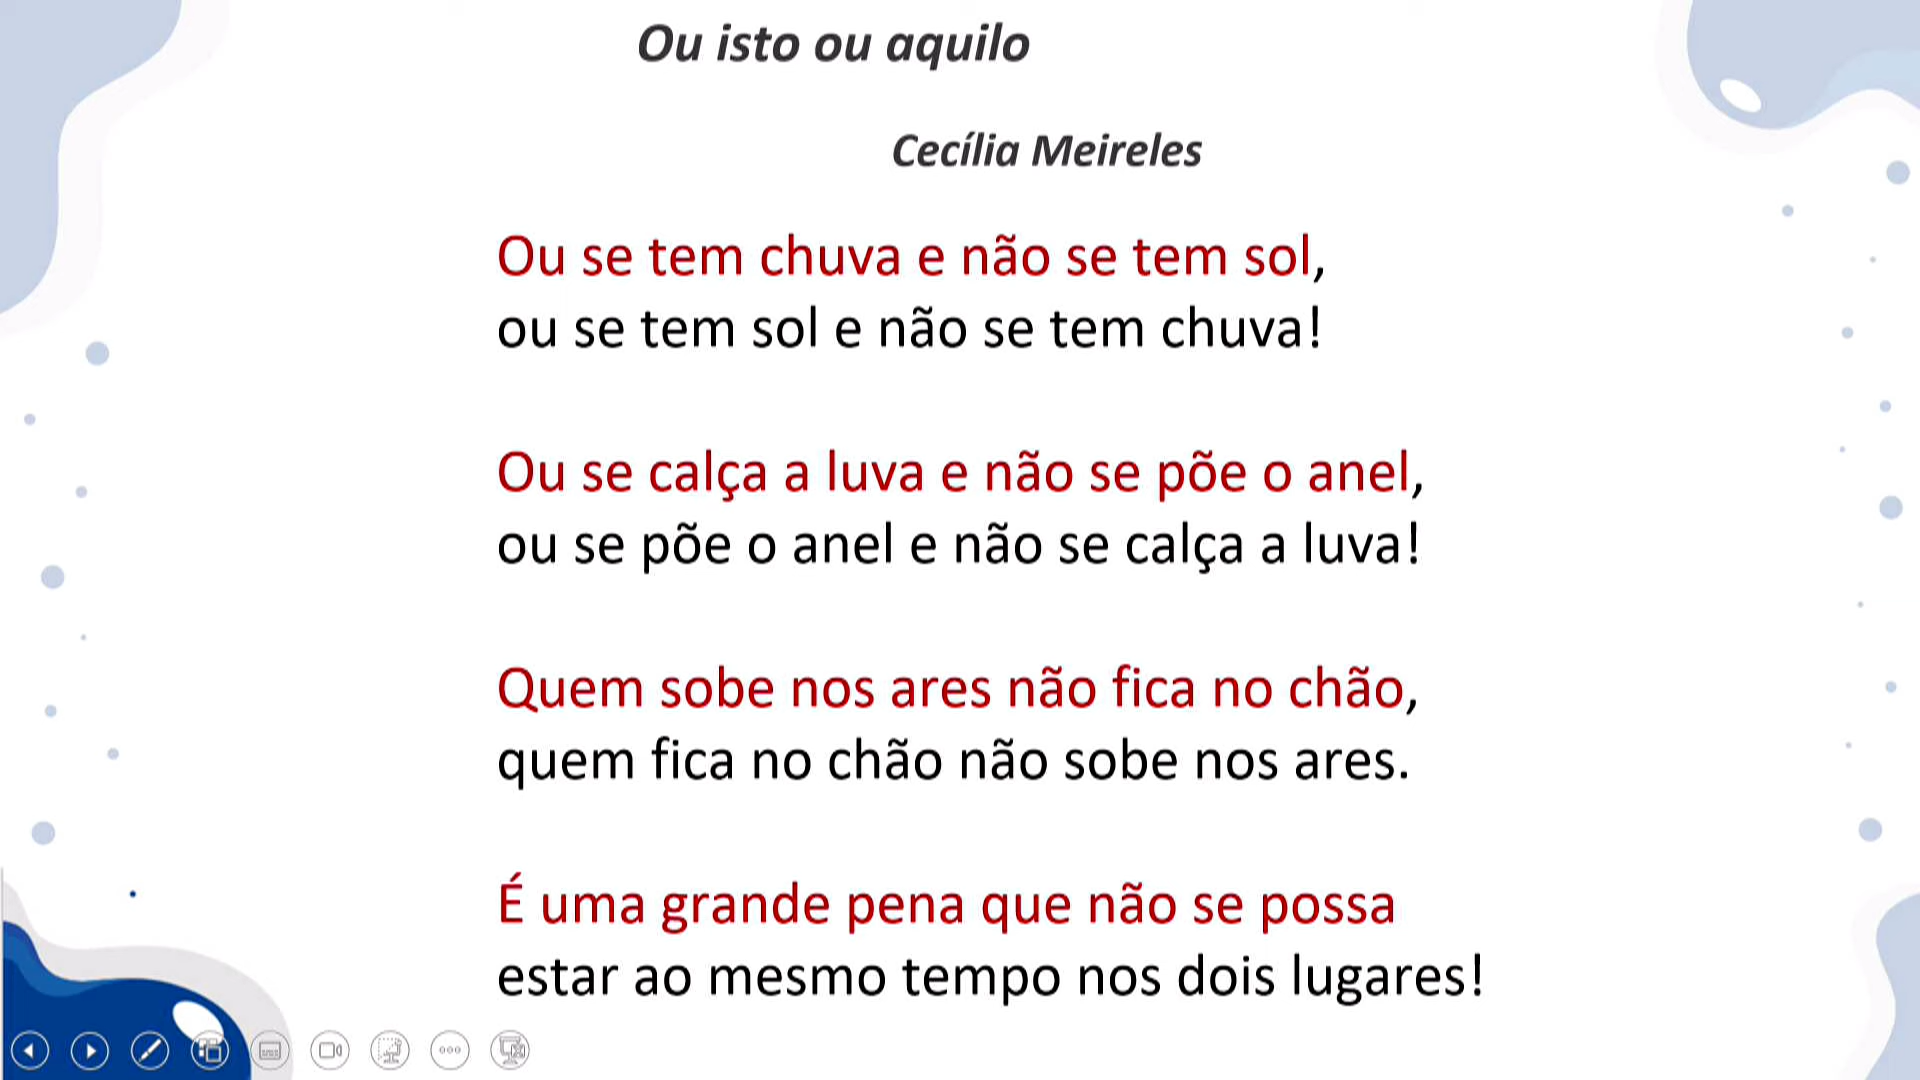 Ou isto ou aquilo
Cecília Meireles
Ou se tem chuva e não se tem sol,
ou se tem sol e não se tem chuva!
Ou se calça a luva e não se põe o anel,
ou se põe o anel e não se calça a luva!
Quem sobe nos ares não fica no chão,
quem fica no chão não sobe nos ares.
É uma grande pena que não se possa
estar ao mesmo tempo nos dois lugares!